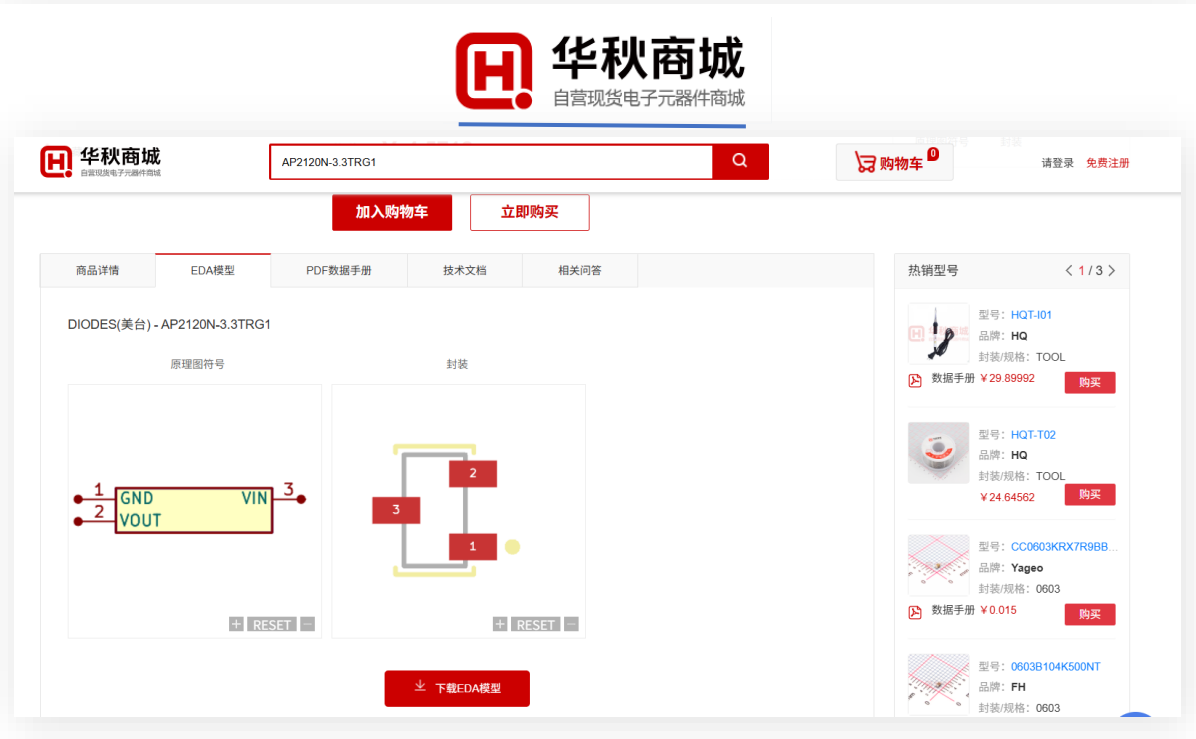 华秋商城
自营现货电子元器件商城
华秋商城
自营现货电子元器件商城
AP2120N-3.3TRG1
购物车 0
请登录 免费注册
加入购物车 立即购买
商品详情 EDA模型 PDF数据手册 技术文档 相关问答
DIODES(美台) - AP2120N-3.3TRG1
原理图符号 封装
1 GND VIN 3
2 VOUT
2
3
1
+ RESET −
+ RESET −
下载EDA模型
热销型号 < 1 / 3 >
型号：HQT-I01
品牌：HQ
封装/规格：TOOL
数据手册 ￥29.89992 购买
型号：HQT-T02
品牌：HQ
封装/规格：TOOL
￥24.64562 购买
型号：CC0603KRX7R9BB...
品牌：Yageo
封装/规格：0603
数据手册 ￥0.015 购买
型号：0603B104K500NT
品牌：FH
封装/规格：0603